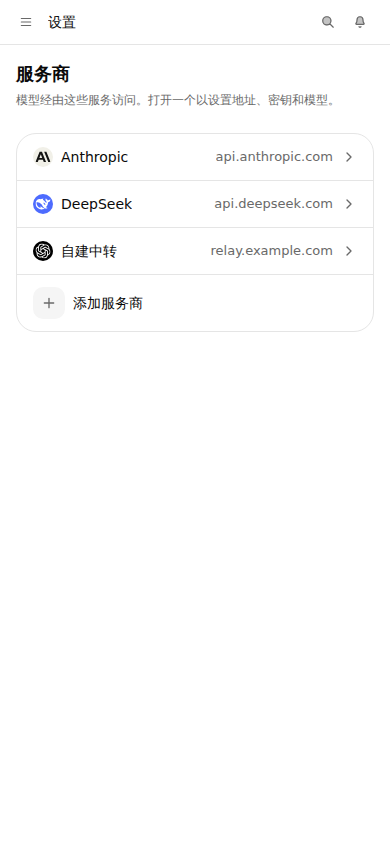 设置
服务商
模型经由这些服务访问。打开一个以设置地址、密钥和模型。
Anthropic api.anthropic.com
DeepSeek api.deepseek.com
自建中转 relay.example.com
添加服务商